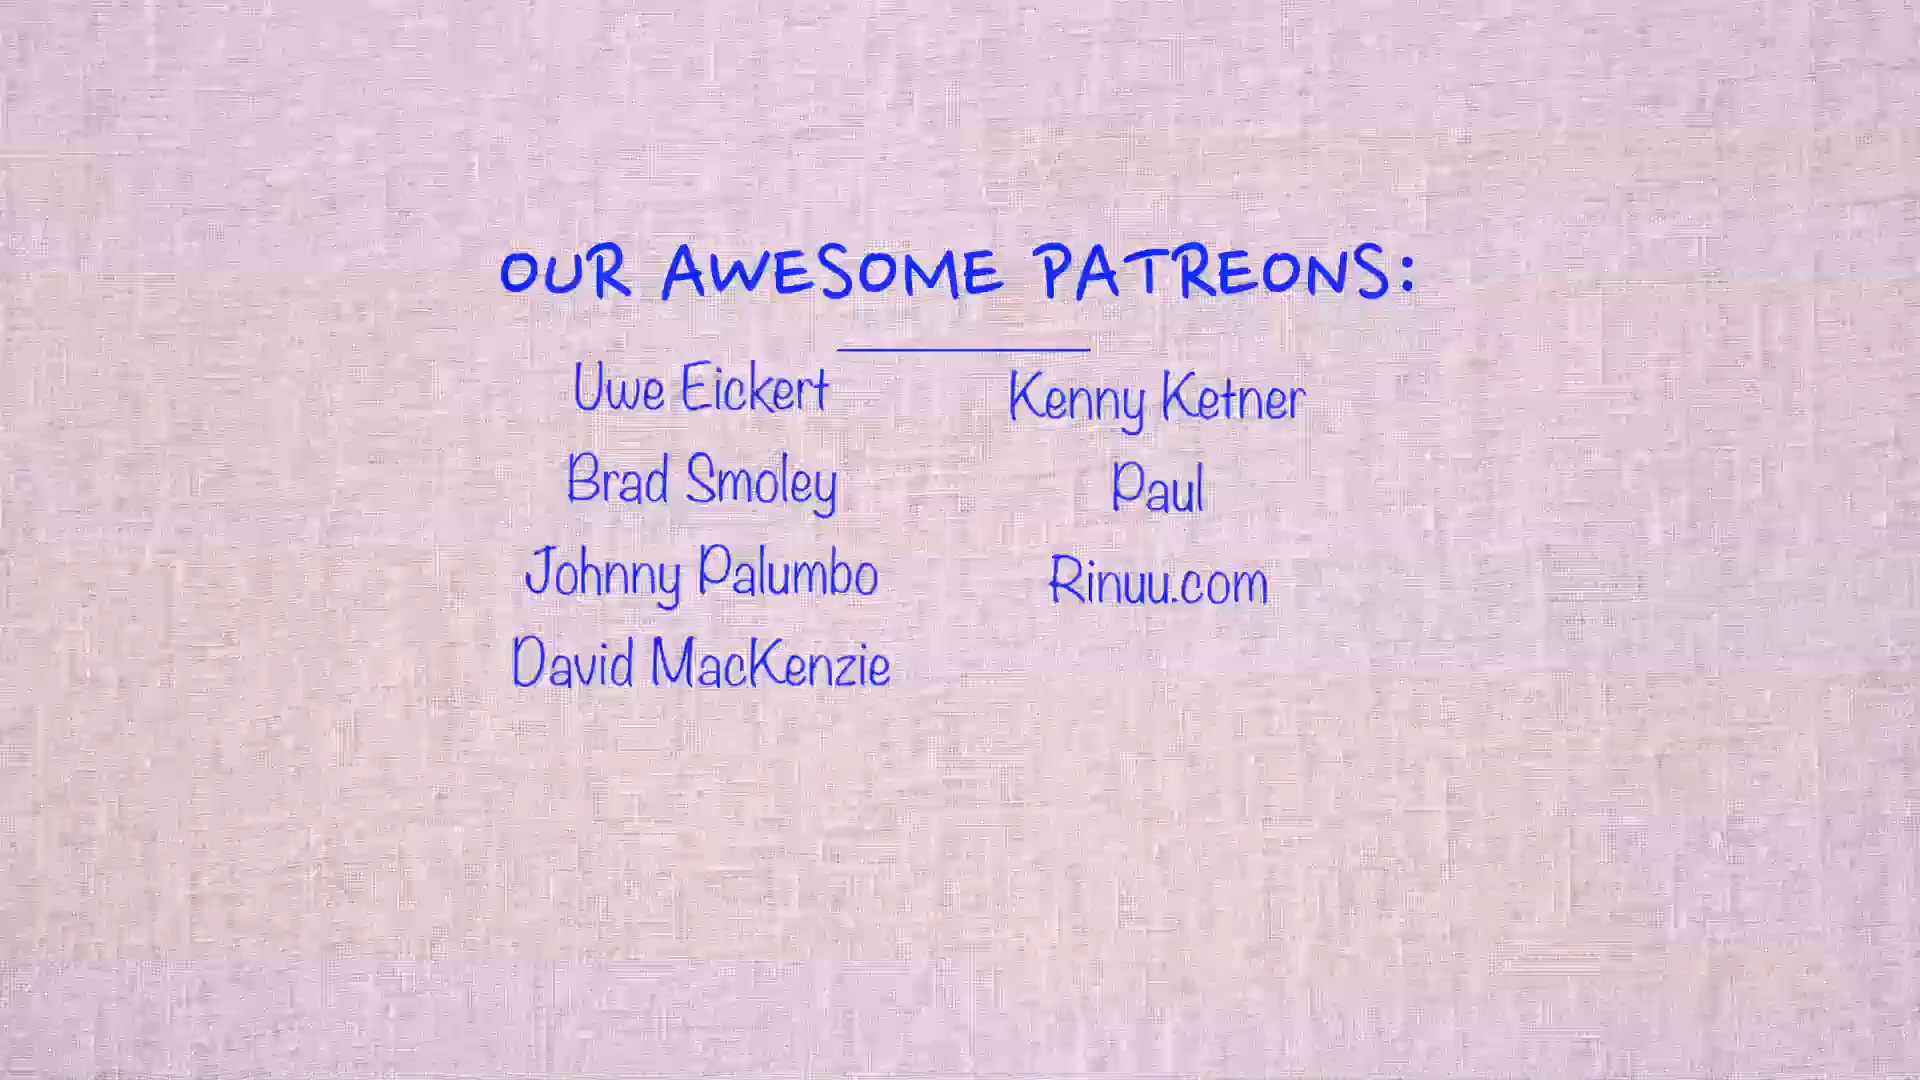 OUR AWESOME PATREONS:
Uwe Eickert
Brad Smoley
Johnny Palumbo
David MacKenzie
Kenny Ketner
Paul
Rinuu.com